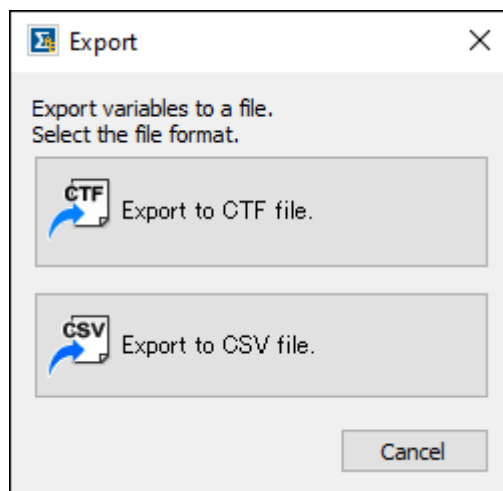 Export
Export variables to a file.
Select the file format.
CTF
Export to CTF file.
CSV
Export to CSV file.
Cancel